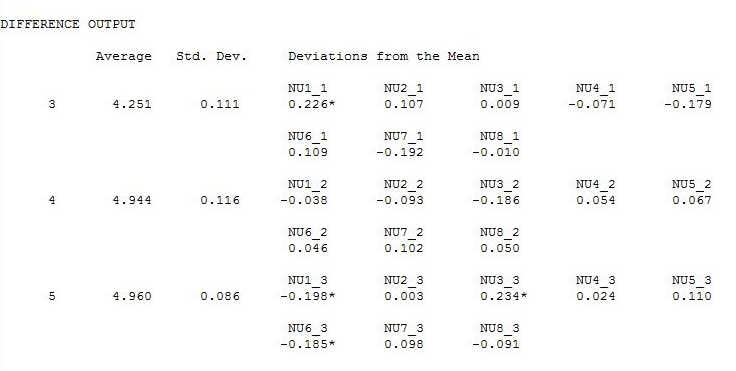 DIFFERENCE OUTPUT
Average Std. Dev. Deviations from the Mean
NU1_1 NU2_1 NU3_1 NU4_1 NU5_1
3 4.251 0.111 0.226* 0.107 0.009 -0.071 -0.179
NU6_1 NU7_1 NU8_1
0.109 -0.192 -0.010
NU1_2 NU2_2 NU3_2 NU4_2 NU5_2
4 4.944 0.116 -0.038 -0.093 -0.186 0.054 0.067
NU6_2 NU7_2 NU8_2
0.046 0.102 0.050
NU1_3 NU2_3 NU3_3 NU4_3 NU5_3
5 4.960 0.086 -0.198* 0.003 0.234* 0.024 0.110
NU6_3 NU7_3 NU8_3
-0.185* 0.098 -0.091